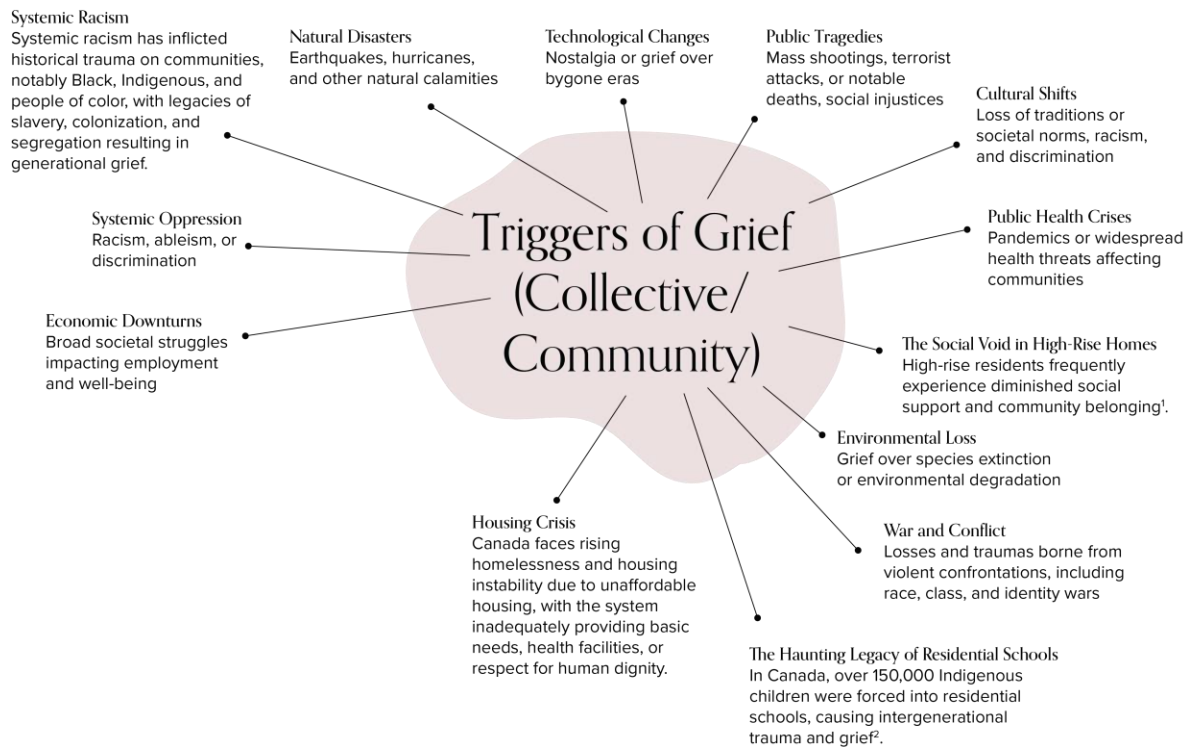 Systemic Racism
Systemic racism has inflicted
historical trauma on communities,
notably Black, Indigenous, and
people of color, with legacies of
slavery, colonization, and
segregation resulting in
generational grief.
Natural Disasters
Earthquakes, hurricanes,
and other natural calamities
Technological Changes
Nostalgia or grief over
bygone eras
Public Tragedies
Mass shootings, terrorist
attacks, or notable
deaths, social injustices
Cultural Shifts
Loss of traditions or
societal norms, racism,
and discrimination
Systemic Oppression
Racism, ableism, or
discrimination
Triggers of Grief
(Collective/
Community)
Public Health Crises
Pandemics or widespread
health threats affecting
communities
Economic Downturns
Broad societal struggles
impacting employment
and well-being
The Social Void in High-Rise Homes
High-rise residents frequently
experience diminished social
support and community belonging¹.
Environmental Loss
Grief over species extinction
or environmental degradation
Housing Crisis
Canada faces rising
homelessness and housing
instability due to unaffordable
housing, with the system
inadequately providing basic
needs, health facilities, or
respect for human dignity.
War and Conflict
Losses and traumas borne from
violent confrontations, including
race, class, and identity wars
The Haunting Legacy of Residential Schools
In Canada, over 150,000 Indigenous
children were forced into residential
schools, causing intergenerational
trauma and grief².